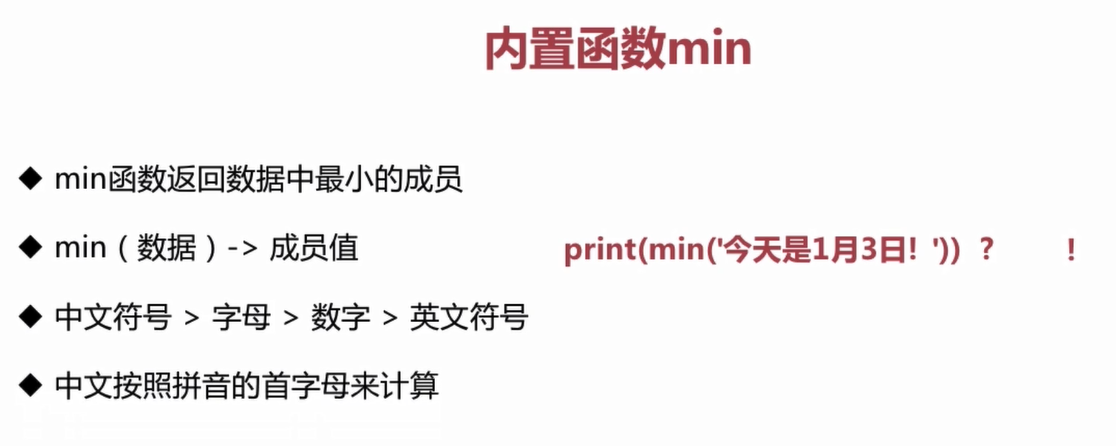 内置函数min
◆ min函数返回数据中最小的成员
◆ min（数据）-> 成员值
print(min('今天是1月3日! ')) ? !
◆ 中文符号 > 字母 > 数字 > 英文符号
◆ 中文按照拼音的首字母来计算